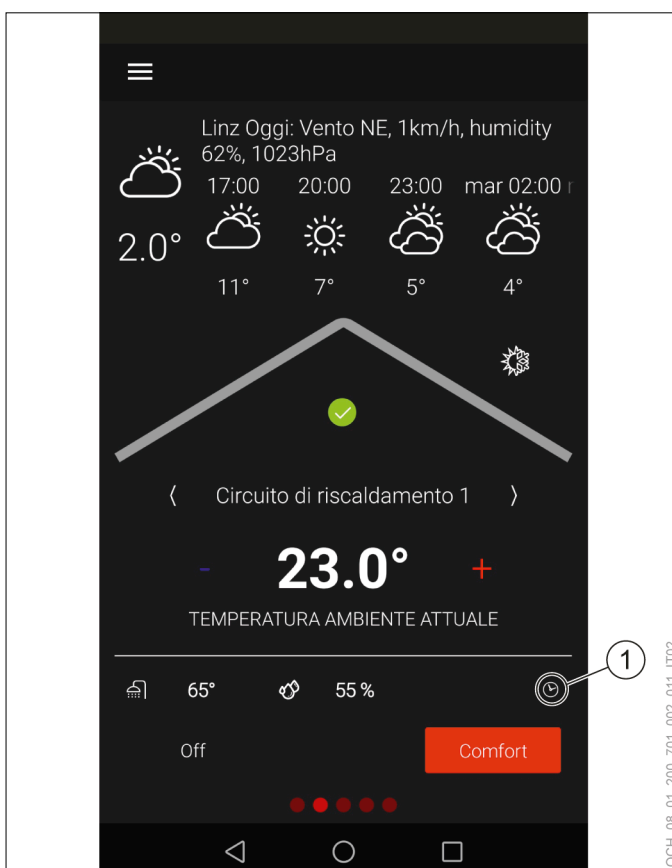 Linz Oggi: Vento NE, 1km/h, humidity
62%, 1023hPa
17:00 20:00 23:00 mar 02:00
2.0°
11° 7° 5° 4°
Circuito di riscaldamento 1
- 23.0° +
TEMPERATURA AMBIENTE ATTUALE
1
65° 55 %
Off Comfort